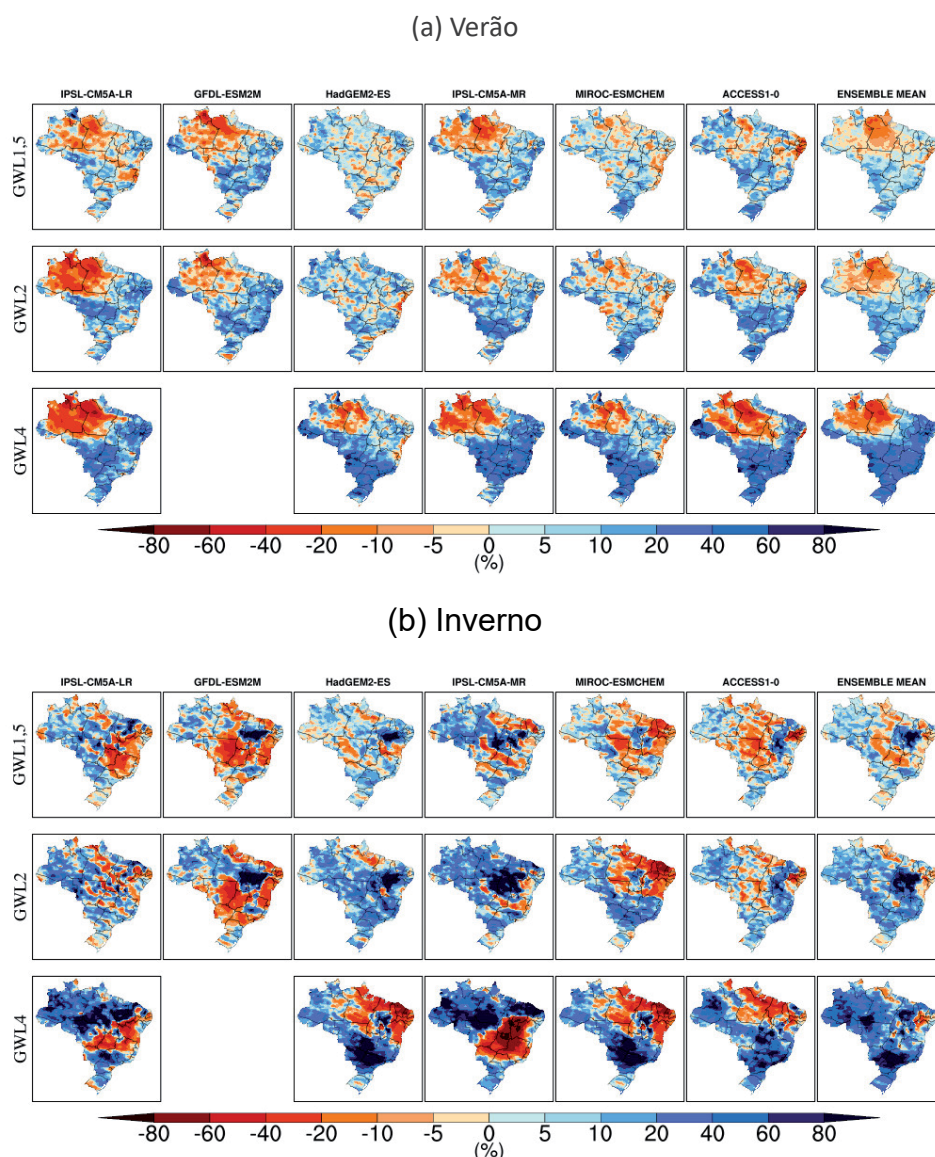 (a) Verão
IPSL-CM5A-LR GFDL-ESM2M HadGEM2-ES IPSL-CM5A-MR MIROC-ESMCHEM ACCESS1-0 ENSEMBLE MEAN
GWL1.5
GWL2
GWL4
-80 -60 -40 -20 -10 -5 0 5 10 20 40 60 80
(%)
(b) Inverno
IPSL-CM5A-LR GFDL-ESM2M HadGEM2-ES IPSL-CM5A-MR MIROC-ESMCHEM ACCESS1-0 ENSEMBLE MEAN
GWL1.5
GWL2
GWL4
-80 -60 -40 -20 -10 -5 0 5 10 20 40 60 80
(%)